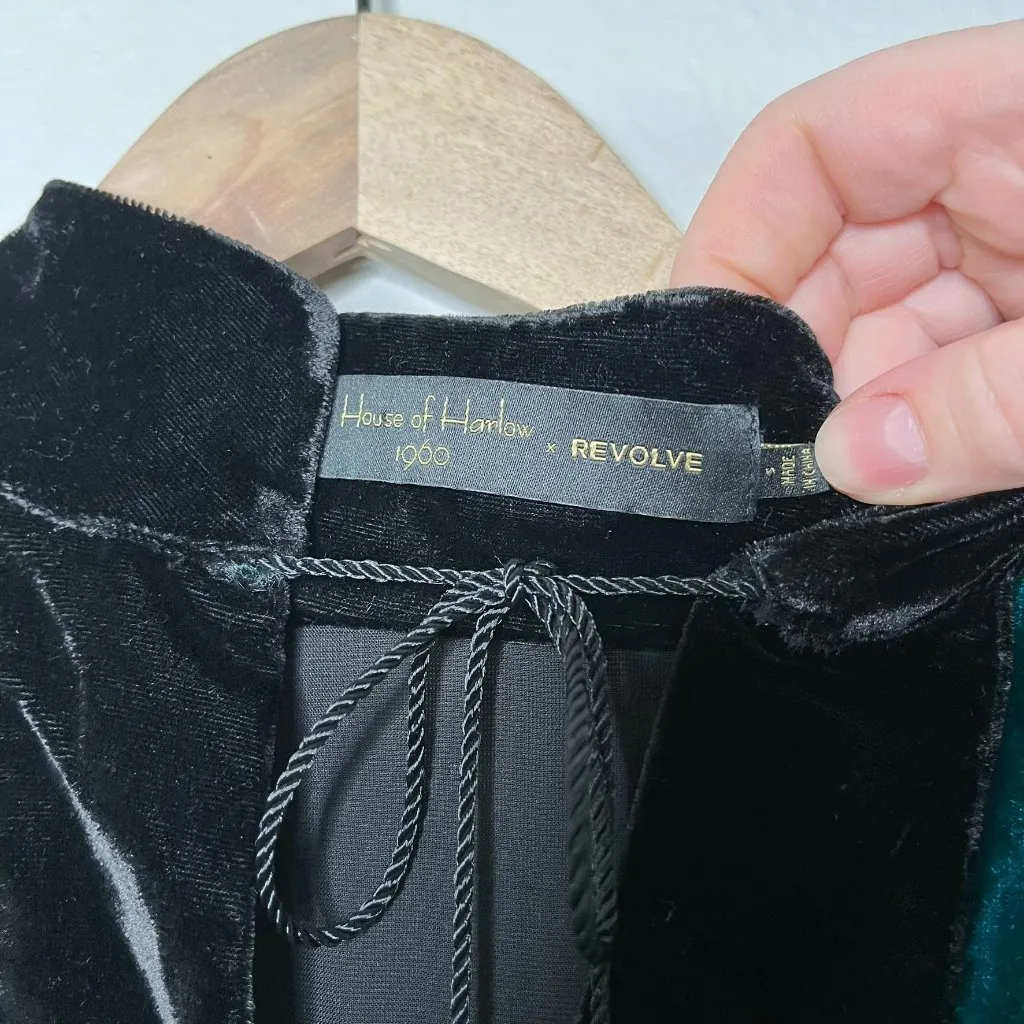 House of Harlow
1960
× REVOLVE
S
MADE
IN CHINA